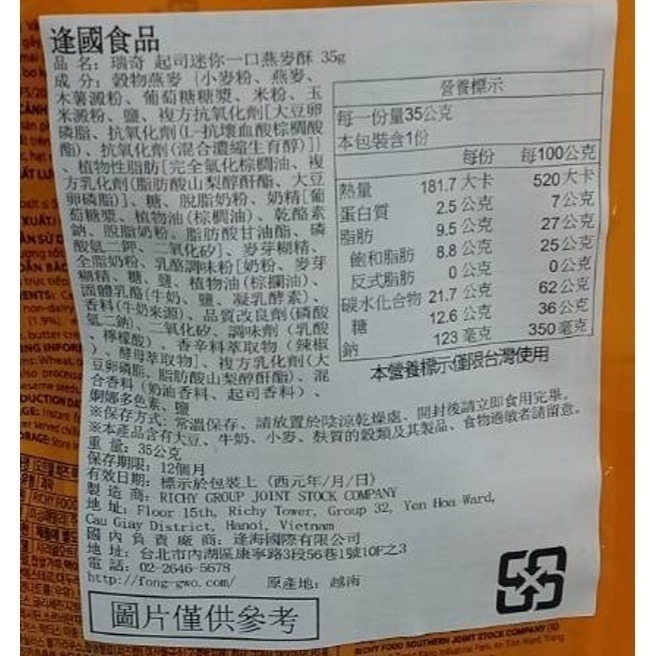 逢國食品
品 名: 瑞奇 起司迷你一口燕麥酥 35g
成 分: 穀物燕麥 [小麥粉、燕麥、
木薯澱粉、葡萄糖糖漿、米粉、玉
米澱粉、鹽、複方抗氧化劑[大豆卵
磷脂、抗氧化劑(L-抗壞血酸棕櫚酸
酯)、抗氧化劑(混合濃縮生育醇)]]
、植物性脂肪[完全氫化棕櫚油、複
方乳化劑(脂肪酸山梨醇酐酯、大豆
卵磷脂)]、糖、脫脂奶粉、奶精[葡
萄糖漿、植物油(棕櫚油)、乾酪素
鈉、脫脂奶粉、脂肪酸甘油酯、磷
酸氫二鉀、二氧化矽]、麥芽糊精、
全脂奶粉、乳酪調味粉[奶粉、麥芽
糊精、糖、鹽、植物油(棕櫚油)、
固體乳酪(牛奶、鹽、凝乳酵素)、
香料(牛奶來源)、品質改良劑(磷酸
氫二鈉)、二氧化矽、調味劑(乳酸
、檸檬酸)、香辛料萃取物(辣椒
)、酵母萃取物]、複方乳化劑(大
豆卵磷脂、脂肪酸山梨醇酐酯)、混
合香料(奶油香料、起司香料)、
婀娜多色素、鹽
營養標示
每一份量35公克
本包裝含1份
每份 每100公克
熱量 181.7 大卡 520 大卡
蛋白質 2.5 公克 7公克
脂肪 9.5 公克 27公克
飽和脂肪 8.8 公克 25公克
反式脂肪 0 公克 0公克
碳水化合物 21.7 公克 62公克
糖 12.6 公克 36公克
鈉 123 毫克 350毫克
本營養標示僅限台灣使用
※保存方式: 常溫保存、請放置於陰涼乾燥處、開封後請立即食用完畢。
※本產品含有大豆、牛奶、小麥、麩質的穀類及其製品、食物過敏者請留意。
重 量: 35公克
保存期限: 12個月
有效日期: 標示於包裝上 (西元年/月/日)
製 造 商: RICHY GROUP JOINT STOCK COMPANY
地 址: Floor 15th, Richy Tower, Group 32, Yen Hoa Ward,
Cau Giay District, Hanoi, Vietnam
國 內 負 責 廠 商: 逢海國際有限公司
地 址: 台北市內湖區康寧路3段56巷1號10F之3
電 話: 02-2646-5678
http://fong-gwo.com/ 原產地: 越南
圖片僅供參考
RICHY FOOD SOUTHERN JOINT STOCK COMPANY